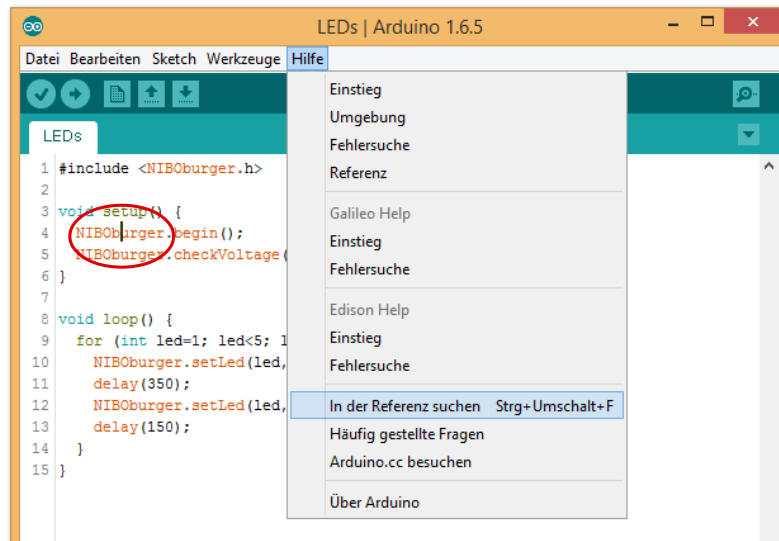 LEDs | Arduino 1.6.5
Datei Bearbeiten Sketch Werkzeuge Hilfe
LEDs
1 #include <NIBOburger.h>
2
3 void setup() {
4 NIBOburger.begin();
5 NIBOburger.checkVoltage(
6 }
7
8 void loop() {
9 for (int led=1; led<5; l
10 NIBOburger.setLed(led,
11 delay(350);
12 NIBOburger.setLed(led,
13 delay(150);
14 }
15 }
Einstieg
Umgebung
Fehlersuche
Referenz
Galileo Help
Einstieg
Fehlersuche
Edison Help
Einstieg
Fehlersuche
In der Referenz suchen Strg+Umschalt+F
Häufig gestellte Fragen
Arduino.cc besuchen
Über Arduino